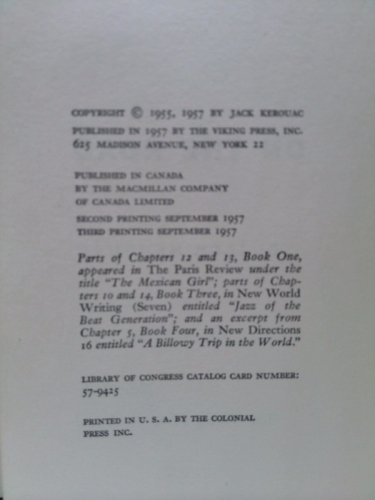 COPYRIGHT © 1955, 1957 BY JACK KEROUAC
PUBLISHED IN 1957 BY THE VIKING PRESS, INC.
625 MADISON AVENUE, NEW YORK 22
PUBLISHED IN CANADA
BY THE MACMILLAN COMPANY
OF CANADA LIMITED
SECOND PRINTING SEPTEMBER 1957
THIRD PRINTING SEPTEMBER 1957
Parts of Chapters 12 and 13, Book One,
appeared in The Paris Review under the
title "The Mexican Girl"; parts of Chap-
ters 10 and 14, Book Three, in New World
Writing (Seven) entitled "Jazz of the
Beat Generation"; and an excerpt from
Chapter 5, Book Four, in New Directions
16 entitled "A Billowy Trip in the World."
LIBRARY OF CONGRESS CATALOG CARD NUMBER:
57-9425
PRINTED IN U. S. A. BY THE COLONIAL
PRESS INC.